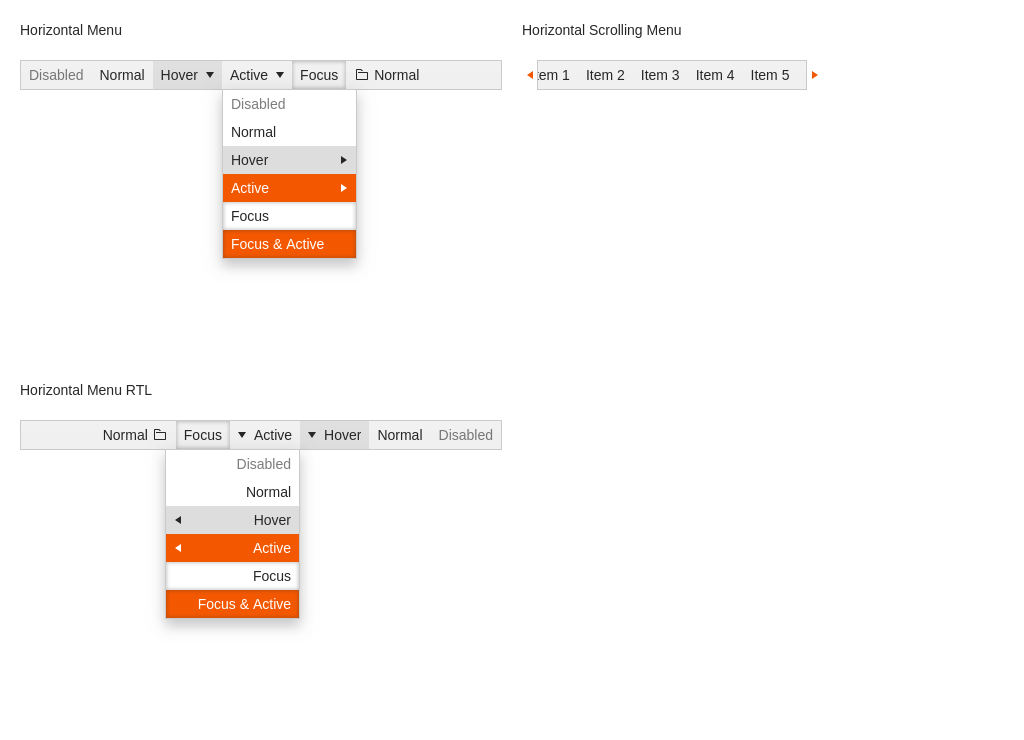 Horizontal Menu
Disabled Normal Hover Active Focus Normal
Disabled
Normal
Hover
Active
Focus
Focus & Active
Horizontal Scrolling Menu
tem 1 Item 2 Item 3 Item 4 Item 5
Horizontal Menu RTL
Normal Focus Active Hover Normal Disabled
Disabled
Normal
Hover
Active
Focus
Focus & Active